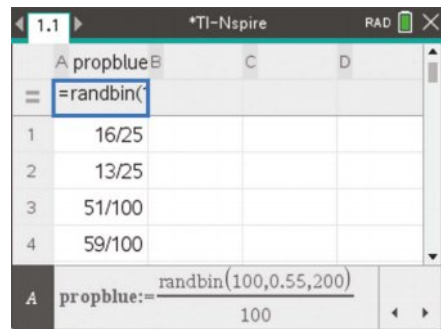 1.1 *TI-Nspire RAD
A propblue B C D
= =randbin('
1 16/25
2 13/25
3 51/100
4 59/100
A propblue:= randbin(100,0.55,200)
100